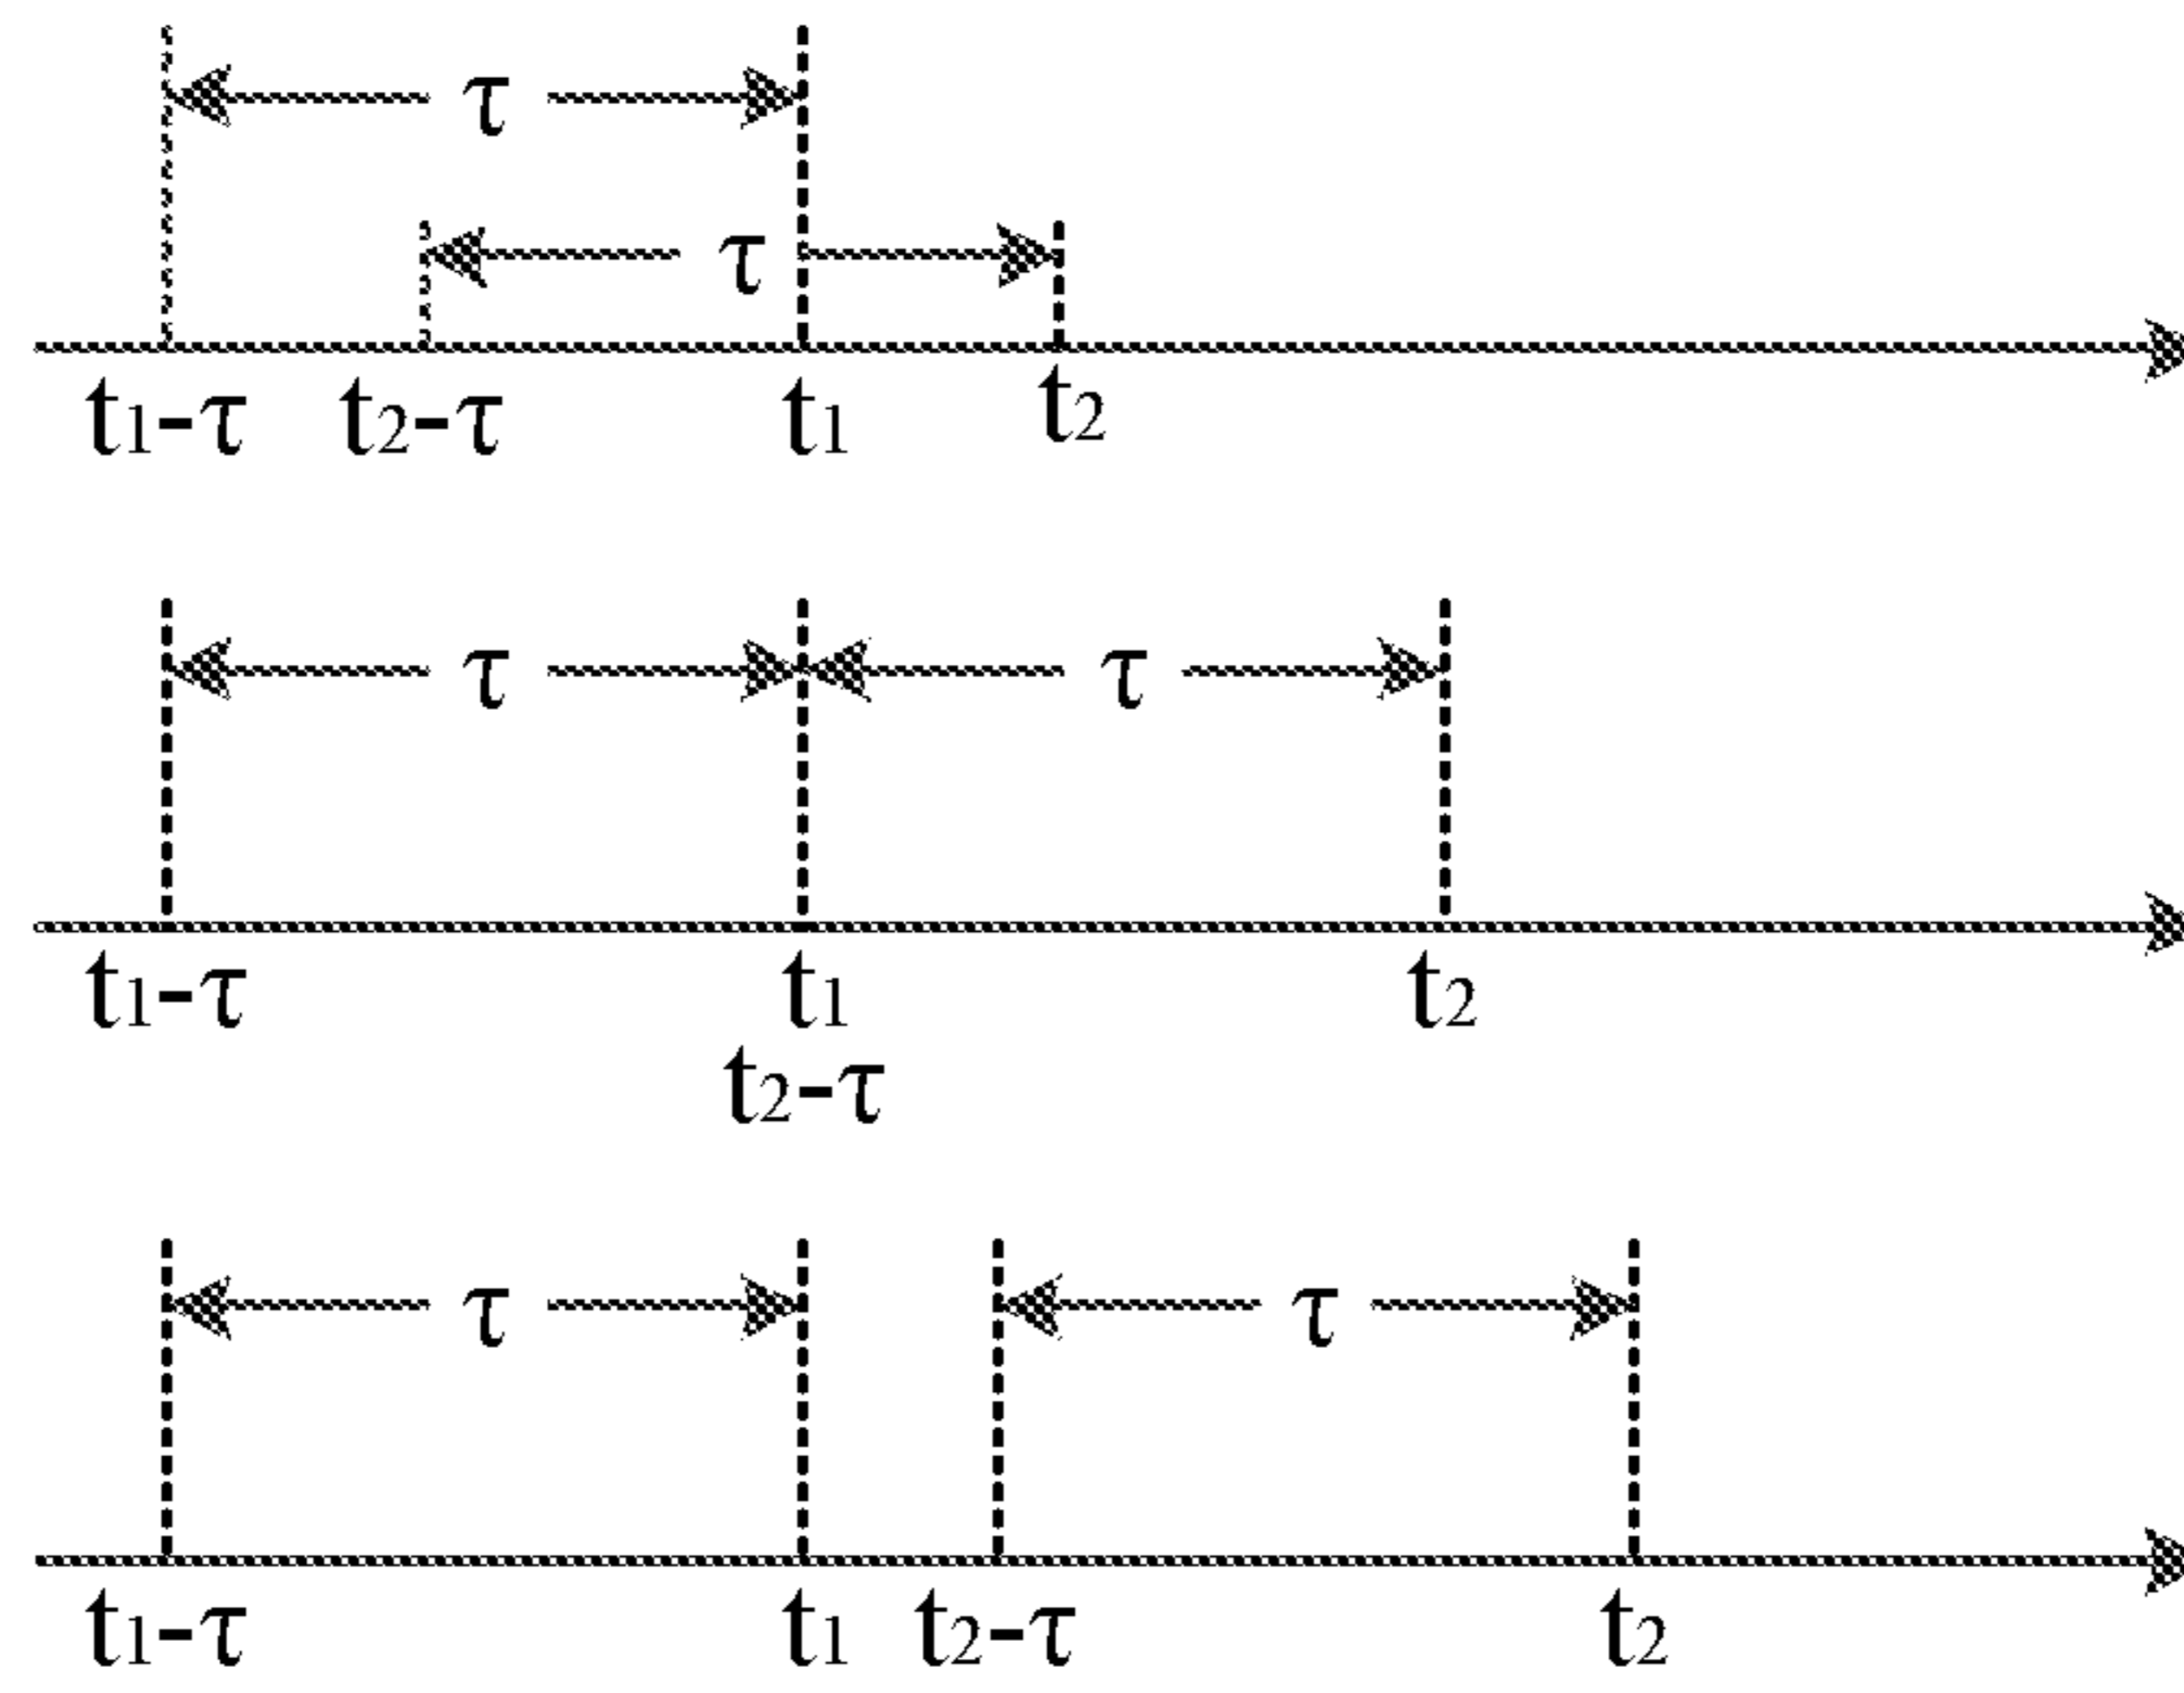 τ
τ
t1-τ t2-τ t1 t2
τ τ
t1-τ t1 t2
t2-τ
τ τ
t1-τ t1 t2-τ t2